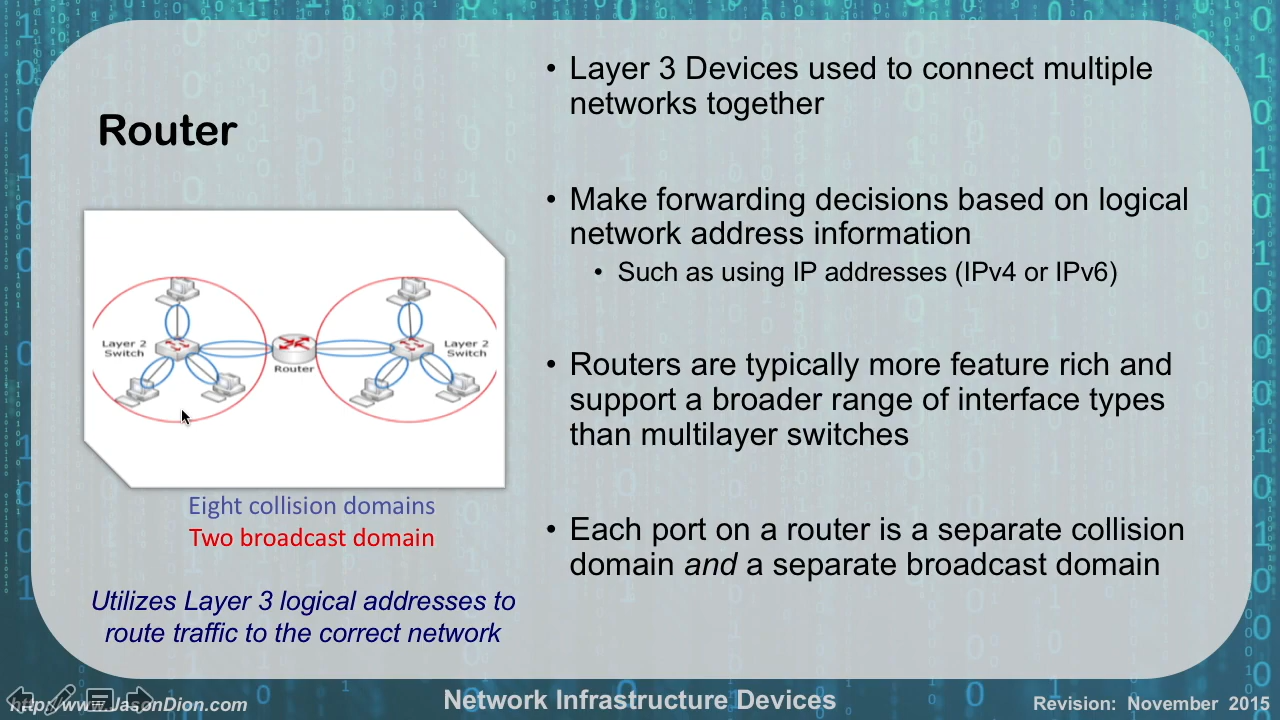 Router
Layer 2
Switch
Router
Layer 2
Switch
Eight collision domains
Two broadcast domain
Utilizes Layer 3 logical addresses to
route traffic to the correct network
• Layer 3 Devices used to connect multiple
networks together
• Make forwarding decisions based on logical
network address information
• Such as using IP addresses (IPv4 or IPv6)
• Routers are typically more feature rich and
support a broader range of interface types
than multilayer switches
• Each port on a router is a separate collision
domain and a separate broadcast domain
http://www.JasonDion.com
Network Infrastructure Devices
Revision: November 2015